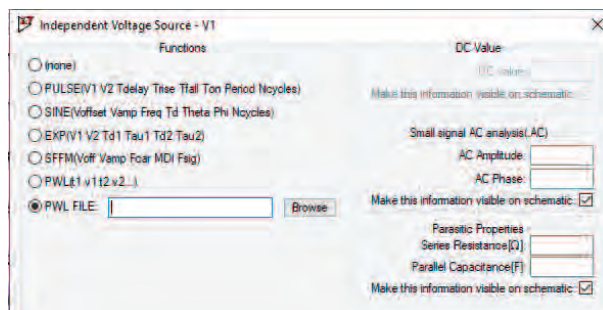 Independent Voltage Source - V1
Functions
(none)
PULSE(V1 V2 Tdelay Trise Tfall Ton Period Ncycles)
SINE(Voffset Vamp Freq Td Theta Phi Ncycles)
EXP(V1 V2 Td1 Tau1 Td2 Tau2)
SFFM(Voff Vamp Fcar MDI Fsig)
PWL(t1 v1 t2 v2...)
PWL FILE:
Browse
DC Value
DC value:
Make this information visible on schematic:
Small signal AC analysis(.AC)
AC Amplitude:
AC Phase:
Make this information visible on schematic:
Parasitic Properties
Series Resistance[Ω]:
Parallel Capacitance[F]:
Make this information visible on schematic: